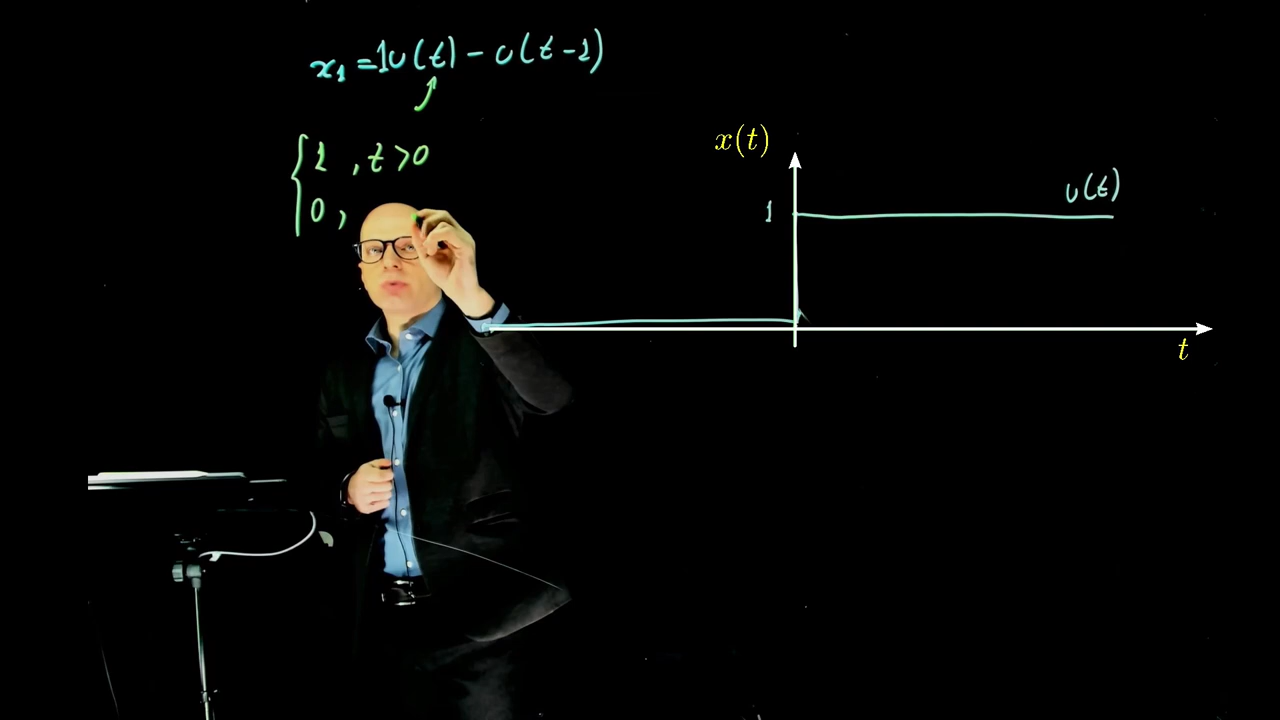 x₁ = 1u(t) - u(t-1)
{ 1 , t >0
0 ,
x(t)
1
u(t)
t